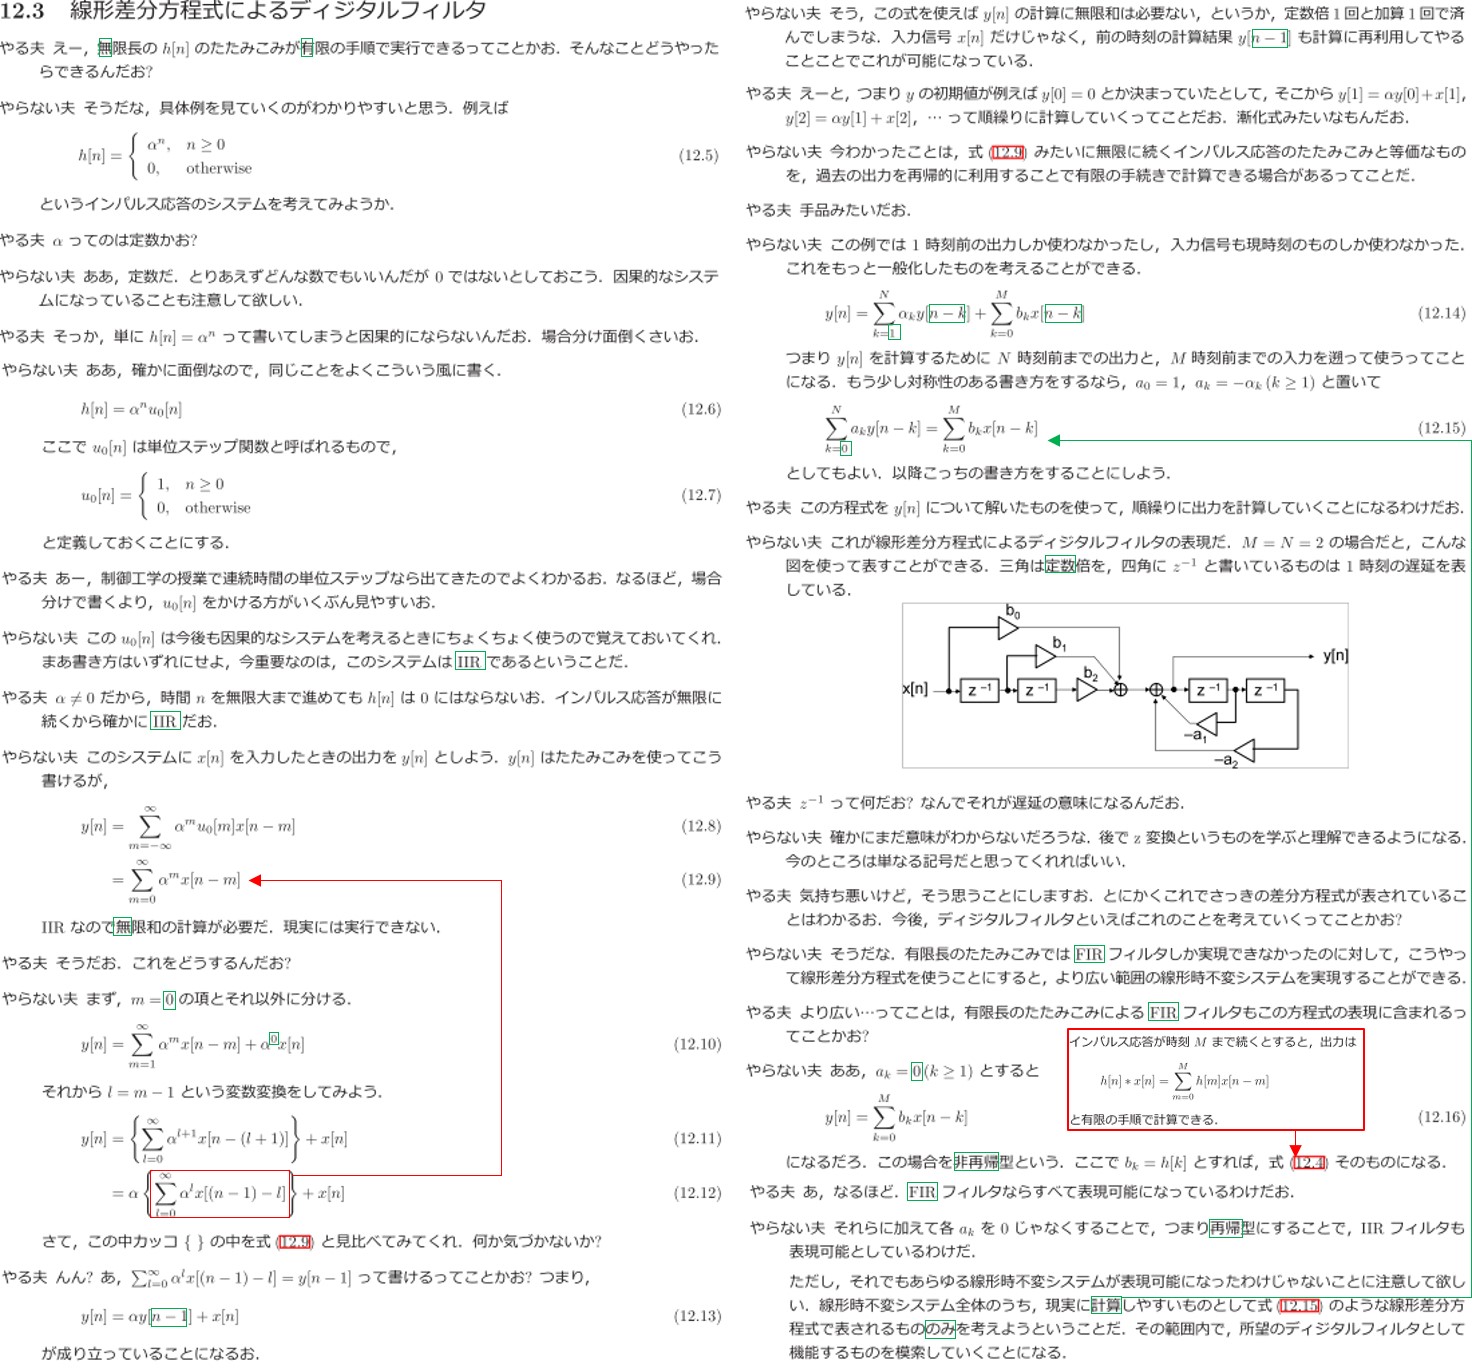 12.3 線形差分方程式によるディジタルフィルタ
やる夫 えー，無限長の h[n] のたたみこみが有限の手順で実行できるってことかお．そんなことどうやった
らできるんだお?
やらない夫 そうだな，具体例を見ていくのがわかりやすいと思う．例えば
h[n] = { α^n, n ≥ 0
0, otherwise (12.5)
というインパルス応答のシステムを考えてみようか．
やる夫 α ってのは定数かお?
やらない夫 ああ，定数だ．とりあえずどんな数でもいいんだが 0 ではないとしておこう．因果的なシステ
ムになっていることも注意して欲しい．
やる夫 そっか，単に h[n] = α^n って書いてしまうと因果的にならないんだお．場合分け面倒くさいお．
やらない夫 ああ，確かに面倒なので，同じことをよくこういう風に書く．
h[n] = α^n u_0[n] (12.6)
ここで u_0[n] は単位ステップ関数と呼ばれるもので，
u_0[n] = { 1, n ≥ 0
0, otherwise (12.7)
と定義しておくことにする．
やる夫 あー，制御工学の授業で連続時間の単位ステップなら出てきたのでよくわかるお．なるほど，場合
分けで書くより，u_0[n] をかける方がいくぶん見やすいお．
やらない夫 この u_0[n] は今後も因果的なシステムを考えるときにちょくちょく使うので覚えておいてくれ．
まあ書き方はいずれにせよ，今重要なのは，このシステムは IIR であるということだ．
やる夫 α ≠ 0 だから，時間 n を無限大まで進めても h[n] は 0 にはならないお．インパルス応答が無限に
続くから確かに IIR だお．
やらない夫 このシステムに x[n] を入力したときの出力を y[n] としよう．y[n] はたたみこみを使ってこう
書けるが，
y[n] = ∑_{m=−∞}^{∞} α^m u_0[m]x[n − m] (12.8)
= ∑_{m=0}^{∞} α^m x[n − m] (12.9)
IIR なので無限和の計算が必要だ．現実には実行できない．
やる夫 そうだお．これをどうするんだお?
やらない夫 まず，m = 0 の項とそれ以外に分ける．
y[n] = ∑_{m=1}^{∞} α^m x[n − m] + α^0 x[n] (12.10)
それから l = m − 1 という変数変換をしてみよう．
y[n] = { ∑_{l=0}^{∞} α^{l+1} x[n − (l + 1)] } + x[n] (12.11)
= α { ∑_{l=0}^{∞} α^l x[(n − 1) − l] } + x[n] (12.12)
さて，この中カッコ { } の中を式 (12.9) と見比べてみてくれ．何か気づかないか?
やる夫 んん? あ，∑_{l=0}^{∞} α^l x[(n − 1) − l] = y[n − 1] って書けるってことかお? つまり，
y[n] = αy[n − 1] + x[n] (12.13)
が成り立っていることになるお．
やらない夫 そう，この式を使えば y[n] の計算に無限和は必要ない，というか，定数倍 1 回と加算 1 回で済
んでしまうな．入力信号 x[n] だけじゃなく，前の時刻の計算結果 y[n − 1] も計算に再利用してやる
ことことでこれが可能になっている．
やる夫 えーと，つまり y の初期値が例えば y[0] = 0 とか決まっていたとして，そこから y[1] = αy[0]+x[1]，
y[2] = αy[1] + x[2]，⋯ って順繰りに計算していくってことだお．漸化式みたいなもんだお．
やらない夫 今わかったことは，式 (12.9) みたいに無限に続くインパルス応答のたたみこみと等価なもの
を，過去の出力を再帰的に利用することで有限の手続きで計算できる場合があるってことだ．
やる夫 手品みたいだお．
やらない夫 この例では 1 時刻前の出力しか使わなかったし，入力信号も現時刻のものしか使わなかった．
これをもっと一般化したものを考えることができる．
y[n] = ∑_{k=1}^{N} α_k y[n − k] + ∑_{k=0}^{M} b_k x[n − k] (12.14)
つまり y[n] を計算するために N 時刻前までの出力と，M 時刻前までの入力を遡って使うってこと
になる．もう少し対称性のある書き方をするなら，a_0 = 1，a_k = −α_k (k ≥ 1) と置いて
∑_{k=0}^{N} a_k y[n − k] = ∑_{k=0}^{M} b_k x[n − k] (12.15)
としてもよい．以降こっちの書き方をすることにしよう．
やる夫 この方程式を y[n] について解いたものを使って，順繰りに出力を計算していくことになるわけだお．
やらない夫 これが線形差分方程式によるディジタルフィルタの表現だ．M = N = 2 の場合だと，こんな
図を使って表すことができる．三角は定数倍を，四角に z^{−1} と書いているものは 1 時刻の遅延を表
している．
b_0
b_1
b_2
y[n]
x[n] z^{−1} z^{−1} z^{−1} z^{−1}
−a_1
−a_2
やる夫 z^{−1} って何だお? なんでそれが遅延の意味になるんだお．
やらない夫 確かにまだ意味がわからないだろうな．後で z 変換というものを学ぶと理解できるようになる．
今のところは単なる記号だと思ってくれればいい．
やる夫 気持ち悪いけど，そう思うことにしますお．とにかくこれでさっきの差分方程式が表されているこ
とはわかるお．今後，ディジタルフィルタといえばこれのことを考えていくってことかお?
やらない夫 そうだな．有限長のたたみこみでは FIR フィルタしか実現できなかったのに対して，こうやっ
て線形差分方程式を使うことにすると，より広い範囲の線形時不変システムを実現することができる．
やる夫 より広い⋯ってことは，有限長のたたみこみによる FIR フィルタもこの方程式の表現に含まれるっ
てことかお?
インパルス応答が時刻 M まで続くとすると，出力は
h[n] ∗ x[n] = ∑_{m=0}^{M} h[m]x[n − m]
と有限の手順で計算できる．
やらない夫 ああ，a_k = 0 (k ≥ 1) とすると
y[n] = ∑_{k=0}^{M} b_k x[n − k] (12.16)
になるだろ．この場合を非再帰型という．ここで b_k = h[k] とすれば，式 (12.4) そのものになる．
やる夫 あ，なるほど．FIR フィルタならすべて表現可能になっているわけだお．
やらない夫 それらに加えて各 a_k を 0 じゃなくすることで，つまり再帰型にすることで，IIR フィルタも
表現可能としているわけだ．
ただし，それでもあらゆる線形時不変システムが表現可能になったわけじゃないことに注意して欲し
い．線形時不変システム全体のうち，現実に計算しやすいものとして式 (12.15) のような線形差分方
程式で表されるもののみを考えようということだ．その範囲内で，所望のディジタルフィルタとして
機能するものを模索していくことになる．